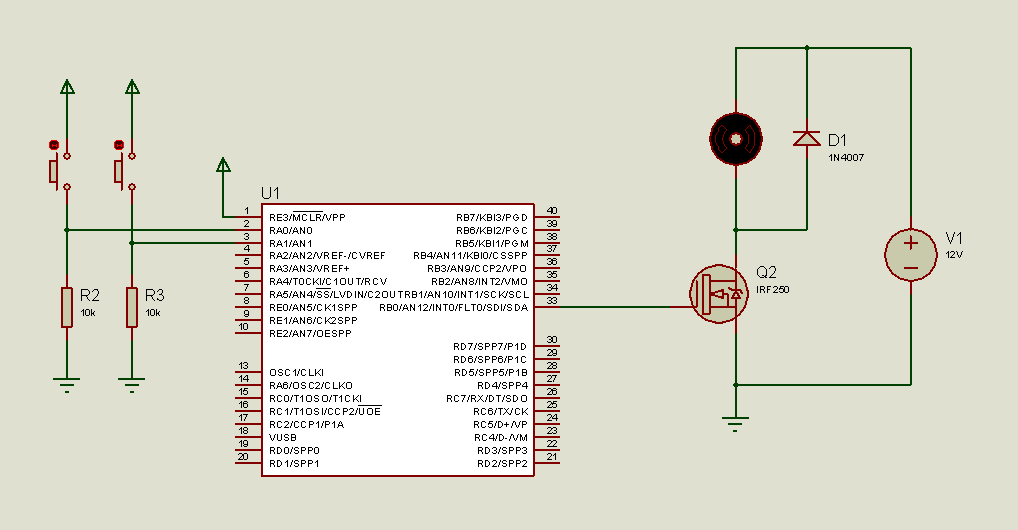 U1
1 RE3/MCLR/VPP
2 RA0/AN0
3 RA1/AN1
4 RA2/AN2/VREF-/CVREF
5 RA3/AN3/VREF+
6 RA4/T0CKI/C1OUT/RCV
7 RA5/AN4/SS/LVDIN/C2OUT
8 RE0/AN5/CK1SPP
9 RE1/AN6/CK2SPP
10 RE2/AN7/OESPP
13 OSC1/CLKI
14 RA6/OSC2/CLKO
15 RC0/T1OSO/T1CKI
16 RC1/T1OSI/CCP2/UOE
17 RC2/CCP1/P1A
18 VUSB
19 RD0/SPP0
20 RD1/SPP1
RB7/KBI3/PGD 40
RB6/KBI2/PGC 39
RB5/KBI1/PGM 38
RB4/AN11/KBI0/CSSPP 37
RB3/AN9/CCP2/VPO 36
RB2/AN8/INT2/VMO 35
RB1/AN10/INT1/SCK/SCL 34
RB0/AN12/INT0/FLT0/SDI/SDA 33
RD7/SPP7/P1D 30
RD6/SPP6/P1C 29
RD5/SPP5/P1B 28
RD4/SPP4 27
RC7/RX/DT/SDO 26
RC6/TX/CK 25
RC5/D+/VP 24
RC4/D-/VM 23
RD3/SPP3 22
RD2/SPP2 21
R2
10k
R3
10k
D1
1N4007
Q2
IRF250
V1
12V
+
−